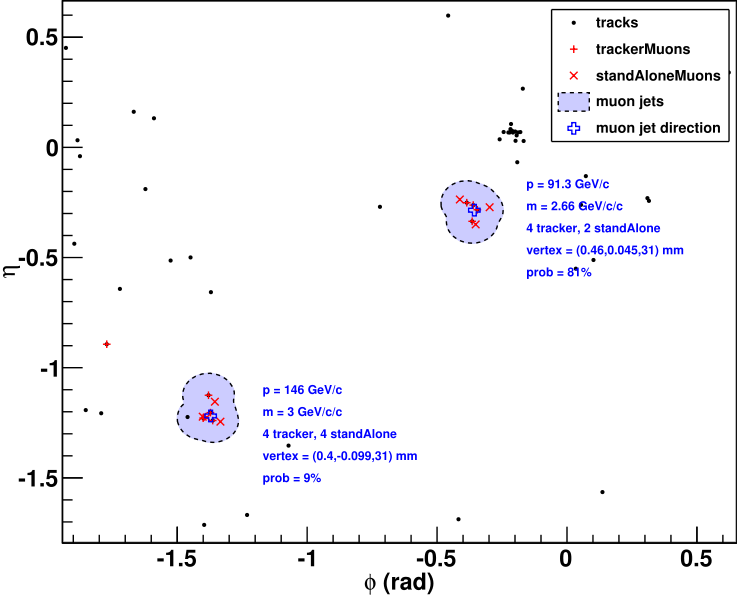 0.5
0
-0.5
-1
-1.5
η
tracks
trackerMuons
standAloneMuons
muon jets
muon jet direction
p = 91.3 GeV/c
m = 2.66 GeV/c/c
4 tracker, 2 standAlone
vertex = (0.46,0.045,31) mm
prob = 81%
p = 146 GeV/c
m = 3 GeV/c/c
4 tracker, 4 standAlone
vertex = (0.4,-0.099,31) mm
prob = 9%
-1.5 -1 -0.5 0 0.5
ϕ (rad)